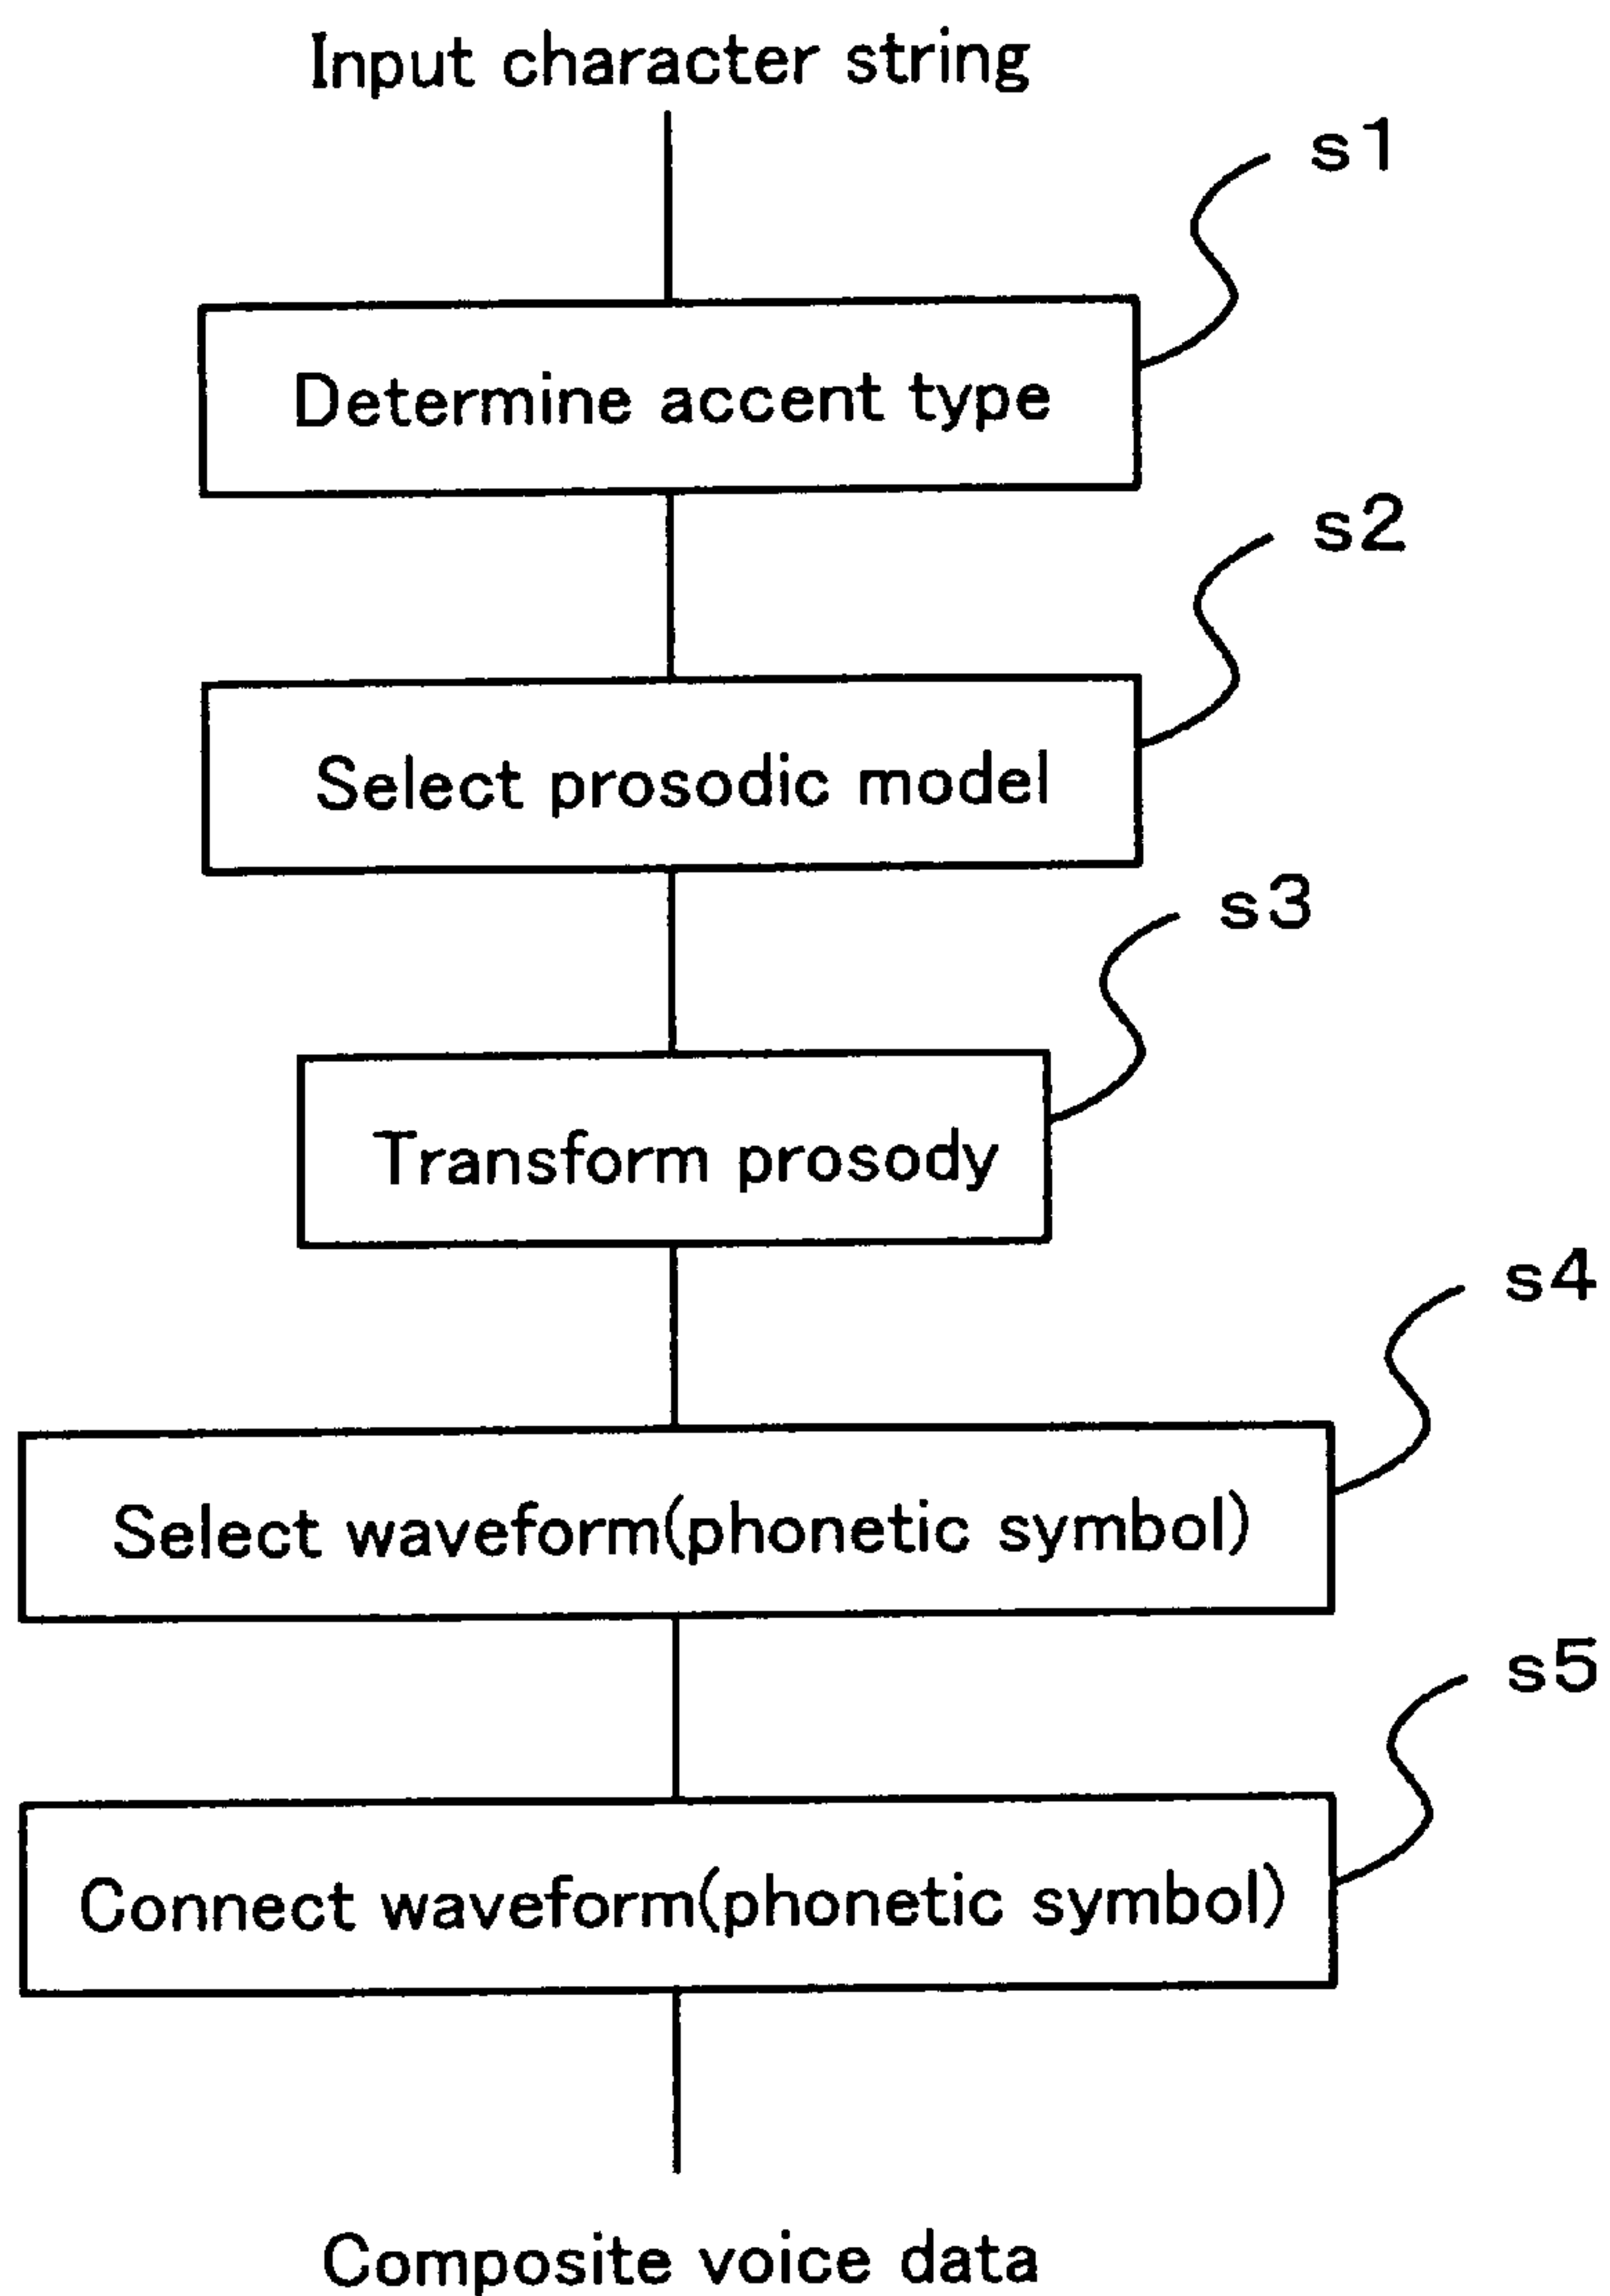 Input character string
s1
Determine accent type
s2
Select prosodic model
s3
Transform prosody
s4
Select waveform(phonetic symbol)
s5
Connect waveform(phonetic symbol)
Composite voice data